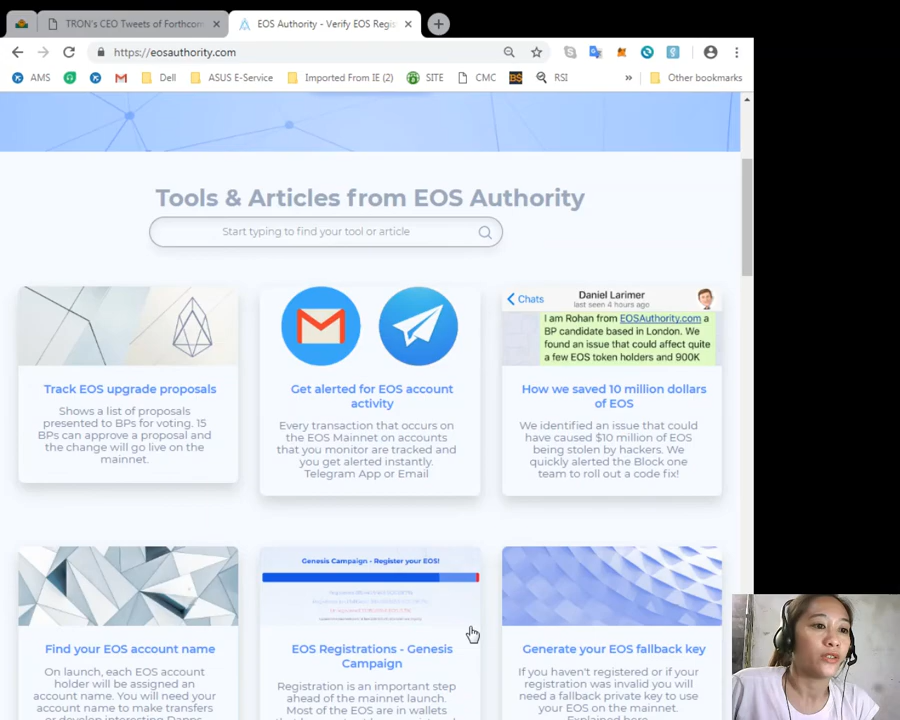 TRON's CEO Tweets of Forthcom
EOS Authority - Verify EOS Regis
https://eosauthority.com
AMS
Dell
ASUS E-Service
Imported From IE (2)
SITE
CMC
RSI
»
Other bookmarks
Tools & Articles from EOS Authority
Start typing to find your tool or article
Track EOS upgrade proposals
Shows a list of proposals
presented to BPs for voting. 15
BPs can approve a proposal and
the change will go live on the
mainnet.
Get alerted for EOS account
activity
Every transaction that occurs on
the EOS Mainnet on accounts
that you monitor are tracked and
you get alerted instantly.
Telegram App or Email
Chats
Daniel Larimer
last seen 4 hours ago
I am Rohan from EOSAuthority.com a
BP candidate based in London. We
found an issue that could affect quite
a few EOS token holders and 900K
How we saved 10 million dollars
of EOS
We identified an issue that could
have caused $10 million of EOS
being stolen by hackers. We
quickly alerted the Block one
team to roll out a code fix!
Find your EOS account name
On launch, each EOS account
holder will be assigned an
account name. You will need your
account name to make transfers
or develop interesting Dapps
Genesis Campaign - Register your EOS!
EOS Registrations - Genesis
Campaign
Registration is an important step
ahead of the mainnet launch.
Most of the EOS are in wallets
Generate your EOS fallback key
If you haven't registered or if your
registration was invalid you will
need a fallback private key to use
your EOS on the mainnet.
Explained here